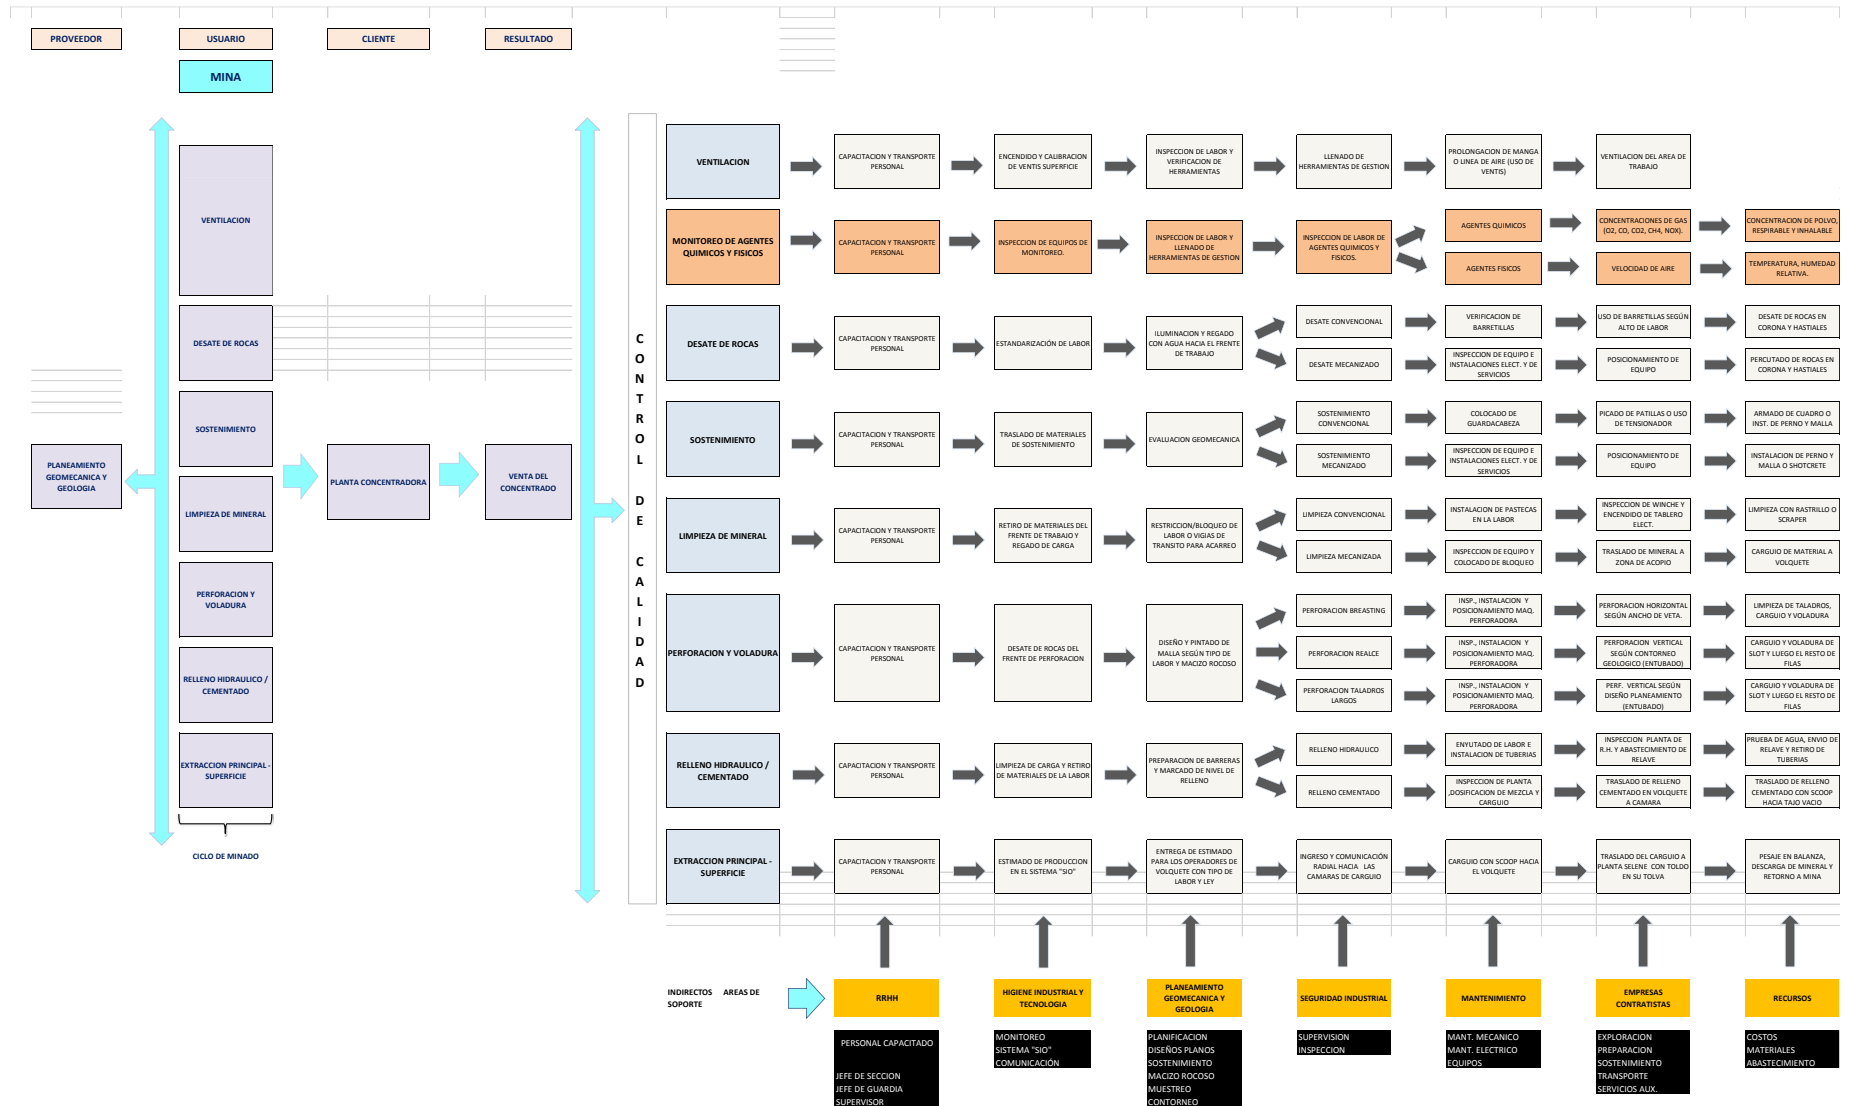 PROVEEDOR
USUARIO
CLIENTE
RESULTADO
MINA
VENTILACION
DESATE DE ROCAS
SOSTENIMIENTO
LIMPIEZA DE MINERAL
PERFORACION Y
VOLADURA
RELLENO HIDRAULICO /
CEMENTADO
EXTRACCION PRINCIPAL -
SUPERFICIE
CICLO DE MINADO
PLANEAMIENTO
GEOMECANICA Y
GEOLOGIA
PLANTA CONCENTRADORA
VENTA DEL
CONCENTRADO
CONTROL DE CALIDAD
VENTILACION
CAPACITACION Y TRANSPORTE
PERSONAL
ENCENDIDO Y CALIBRACION
DE VENTIS SUPERFICIE
INSPECCION DE LABOR Y
VERIFICACION DE
HERRAMIENTAS
LLENADO DE
HERRAMIENTAS DE GESTION
PROLONGACION DE MANGA
O LINEA DE AIRE (USO DE
VENTIS)
VENTILACION DEL AREA DE
TRABAJO
MONITOREO DE AGENTES
QUIMICOS Y FISICOS
CAPACITACION Y TRANSPORTE
PERSONAL
INSPECCION DE EQUIPOS DE
MONITOREO.
INSPECCION DE LABOR Y
LLENADO DE
HERRAMIENTAS DE GESTION
INSPECCION DE LABOR DE
AGENTES QUIMICOS Y
FISICOS.
AGENTES QUIMICOS
CONCENTRACIONES DE GAS
(O2, CO, CO2, CH4, NOX).
CONCENTRACION DE POLVO,
RESPIRABLE Y INHALABLE
AGENTES FISICOS
VELOCIDAD DE AIRE
TEMPERATURA, HUMEDAD
RELATIVA.
DESATE DE ROCAS
CAPACITACION Y TRANSPORTE
PERSONAL
ESTANDARIZACIÓN DE LABOR
ILUMINACION Y REGADO
CON AGUA HACIA EL FRENTE
DE TRABAJO
DESATE CONVENCIONAL
VERIFICACION DE
BARRETILLAS
USO DE BARRETILLAS SEGÚN
ALTO DE LABOR
DESATE DE ROCAS EN
CORONA Y HASTIALES
DESATE MECANIZADO
INSPECCION DE EQUIPO E
INSTALACIONES ELECT. Y DE
SERVICIOS
POSICIONAMIENTO DE
EQUIPO
PERCUTADO DE ROCAS EN
CORONA Y HASTIALES
SOSTENIMIENTO
CAPACITACION Y TRANSPORTE
PERSONAL
TRASLADO DE MATERIALES
DE SOSTENIMIENTO
EVALUACION GEOMECANICA
SOSTENIMIENTO
CONVENCIONAL
COLOCADO DE
GUARDACABEZA
PICADO DE PATILLAS O USO
DE TENSIONADOR
ARMADO DE CUADRO O
INST. DE PERNO Y MALLA
SOSTENIMIENTO
MECANIZADO
INSPECCION DE EQUIPO E
INSTALACIONES ELECT. Y DE
SERVICIOS
POSICIONAMIENTO DE
EQUIPO
INSTALACION DE PERNO Y
MALLA O SHOTCRETE
LIMPIEZA DE MINERAL
CAPACITACION Y TRANSPORTE
PERSONAL
RETIRO DE MATERIALES DEL
FRENTE DE TRABAJO Y
REGADO DE CARGA
RESTRICCION/BLOQUEO DE
LABOR O VIGIAS DE
TRANSITO PARA ACARREO
LIMPIEZA CONVENCIONAL
INSTALACION DE PASTECAS
EN LA LABOR
INSPECCION DE WINCHE Y
ENCENDIDO DE TABLERO
ELECT.
LIMPIEZA CON RASTRILLO O
SCRAPER
LIMPIEZA MECANIZADA
INSPECCION DE EQUIPO Y
COLOCADO DE BLOQUEO
TRASLADO DE MINERAL A
ZONA DE ACOPIO
CARGUIO DE MATERIAL A
VOLQUETE
PERFORACION Y VOLADURA
CAPACITACION Y TRANSPORTE
PERSONAL
DESATE DE ROCAS DEL
FRENTE DE PERFORACION
DISEÑO Y PINTADO DE
MALLA SEGÚN TIPO DE
LABOR Y MACIZO ROCOSO
PERFORACION BREASTING
INSP., INSTALACION Y
POSICIONAMIENTO MAQ.
PERFORADORA
PERFORACION HORIZONTAL
SEGÚN ANCHO DE VETA.
LIMPIEZA DE TALADROS,
CARGUIO Y VOLADURA
PERFORACION REALCE
INSP., INSTALACION Y
POSICIONAMIENTO MAQ.
PERFORADORA
PERFORACION VERTICAL
SEGÚN CONTORNEO
GEOLOGICO (ENTUBADO)
CARGUIO Y VOLADURA DE
SLOT Y LUEGO EL RESTO DE
FILAS
PERFORACION TALADROS
LARGOS
INSP., INSTALACION Y
POSICIONAMIENTO MAQ.
PERFORADORA
PERF. VERTICAL SEGÚN
DISEÑO PLANEAMIENTO
(ENTUBADO)
CARGUIO Y VOLADURA DE
SLOT Y LUEGO EL RESTO DE
FILAS
RELLENO HIDRAULICO /
CEMENTADO
CAPACITACION Y TRANSPORTE
PERSONAL
LIMPIEZA DE CARGA Y RETIRO
DE MATERIALES DE LA LABOR
PREPARACION DE BARRERAS
Y MARCADO DE NIVEL DE
RELLENO
RELLENO HIDRAULICO
ENYUTADO DE LABOR E
INSTALACION DE TUBERIAS
INSPECCION PLANTA DE
R.H. Y ABASTECIMIENTO DE
RELAVE
PRUEBA DE AGUA, ENVIO DE
RELAVE Y RETIRO DE
TUBERIAS
RELLENO CEMENTADO
INSPECCION DE PLANTA
,DOSIFICACION DE MEZCLA Y
CARGUIO
TRASLADO DE RELLENO
CEMENTADO EN VOLQUETE
A CAMARA
TRASLADO DE RELLENO
CEMENTADO CON SCOOP
HACIA TAJO VACIO
EXTRACCION PRINCIPAL -
SUPERFICIE
CAPACITACION Y TRANSPORTE
PERSONAL
ESTIMADO DE PRODUCCION
EN EL SISTEMA "SIO"
ENTREGA DE ESTIMADO
PARA LOS OPERADORES DE
VOLQUETE CON TIPO DE
LABOR Y LEY
INGRESO Y COMUNICACIÓN
RADIAL HACIA LAS
CAMARAS DE CARGUIO
CARGUIO CON SCOOP HACIA
EL VOLQUETE
TRASLADO DEL CARGUIO A
PLANTA SELENE CON TOLDO
EN SU TOLVA
PESAJE EN BALANZA,
DESCARGA DE MINERAL Y
RETORNO A MINA
INDIRECTOS AREAS DE
SOPORTE
RRHH
HIGIENE INDUSTRIAL Y
TECNOLOGIA
PLANEAMIENTO
GEOMECANICA Y
GEOLOGIA
SEGURIDAD INDUSTRIAL
MANTENIMIENTO
EMPRESAS
CONTRATISTAS
RECURSOS
PERSONAL CAPACITADO
JEFE DE SECCION
JEFE DE GUARDIA
SUPERVISOR
MONITOREO
SISTEMA "SIO"
COMUNICACIÓN
PLANIFICACION
DISEÑOS PLANOS
SOSTENIMIENTO
MACIZO ROCOSO
MUESTREO
CONTORNEO
SUPERVISION
INSPECCION
MANT. MECANICO
MANT. ELECTRICO
EQUIPOS
EXPLORACION
PREPARACION
SOSTENIMIENTO
TRANSPORTE
SERVICIOS AUX.
COSTOS
MATERIALES
ABASTECIMIENTO